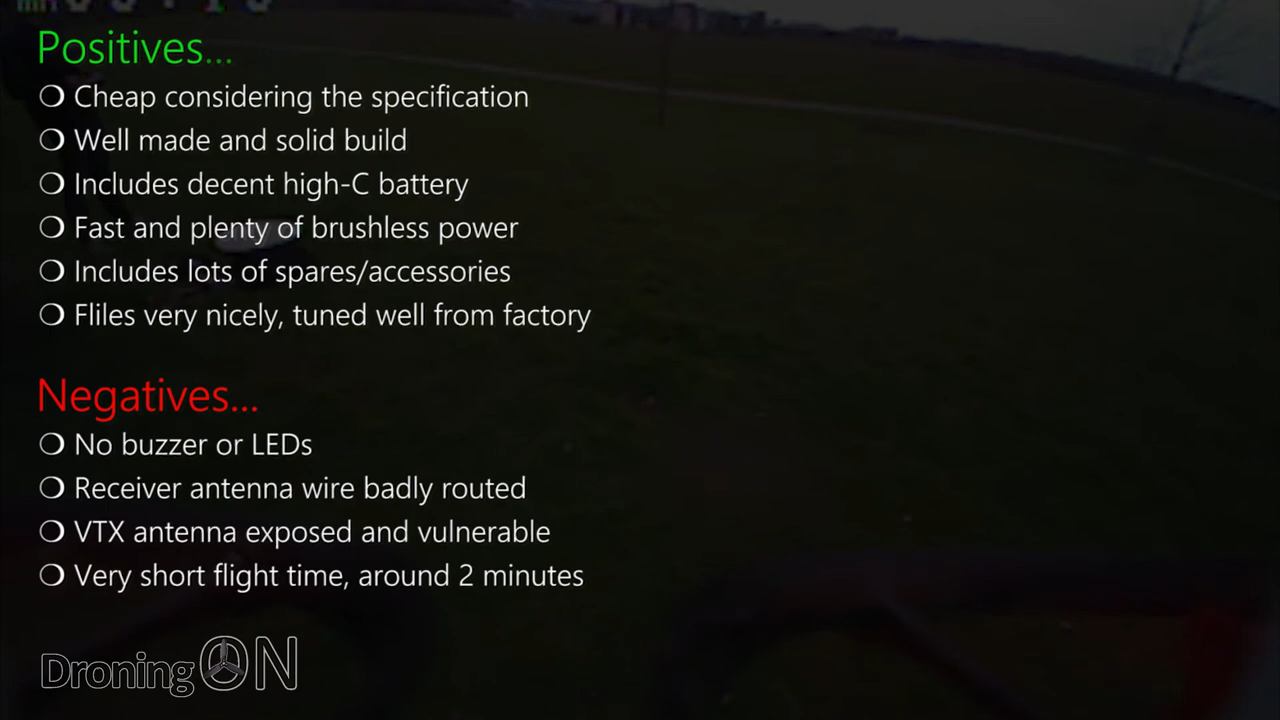 Positives...
❍ Cheap considering the specification
❍ Well made and solid build
❍ Includes decent high-C battery
❍ Fast and plenty of brushless power
❍ Includes lots of spares/accessories
❍ Fliles very nicely, tuned well from factory
Negatives...
❍ No buzzer or LEDs
❍ Receiver antenna wire badly routed
❍ VTX antenna exposed and vulnerable
❍ Very short flight time, around 2 minutes
DroningON